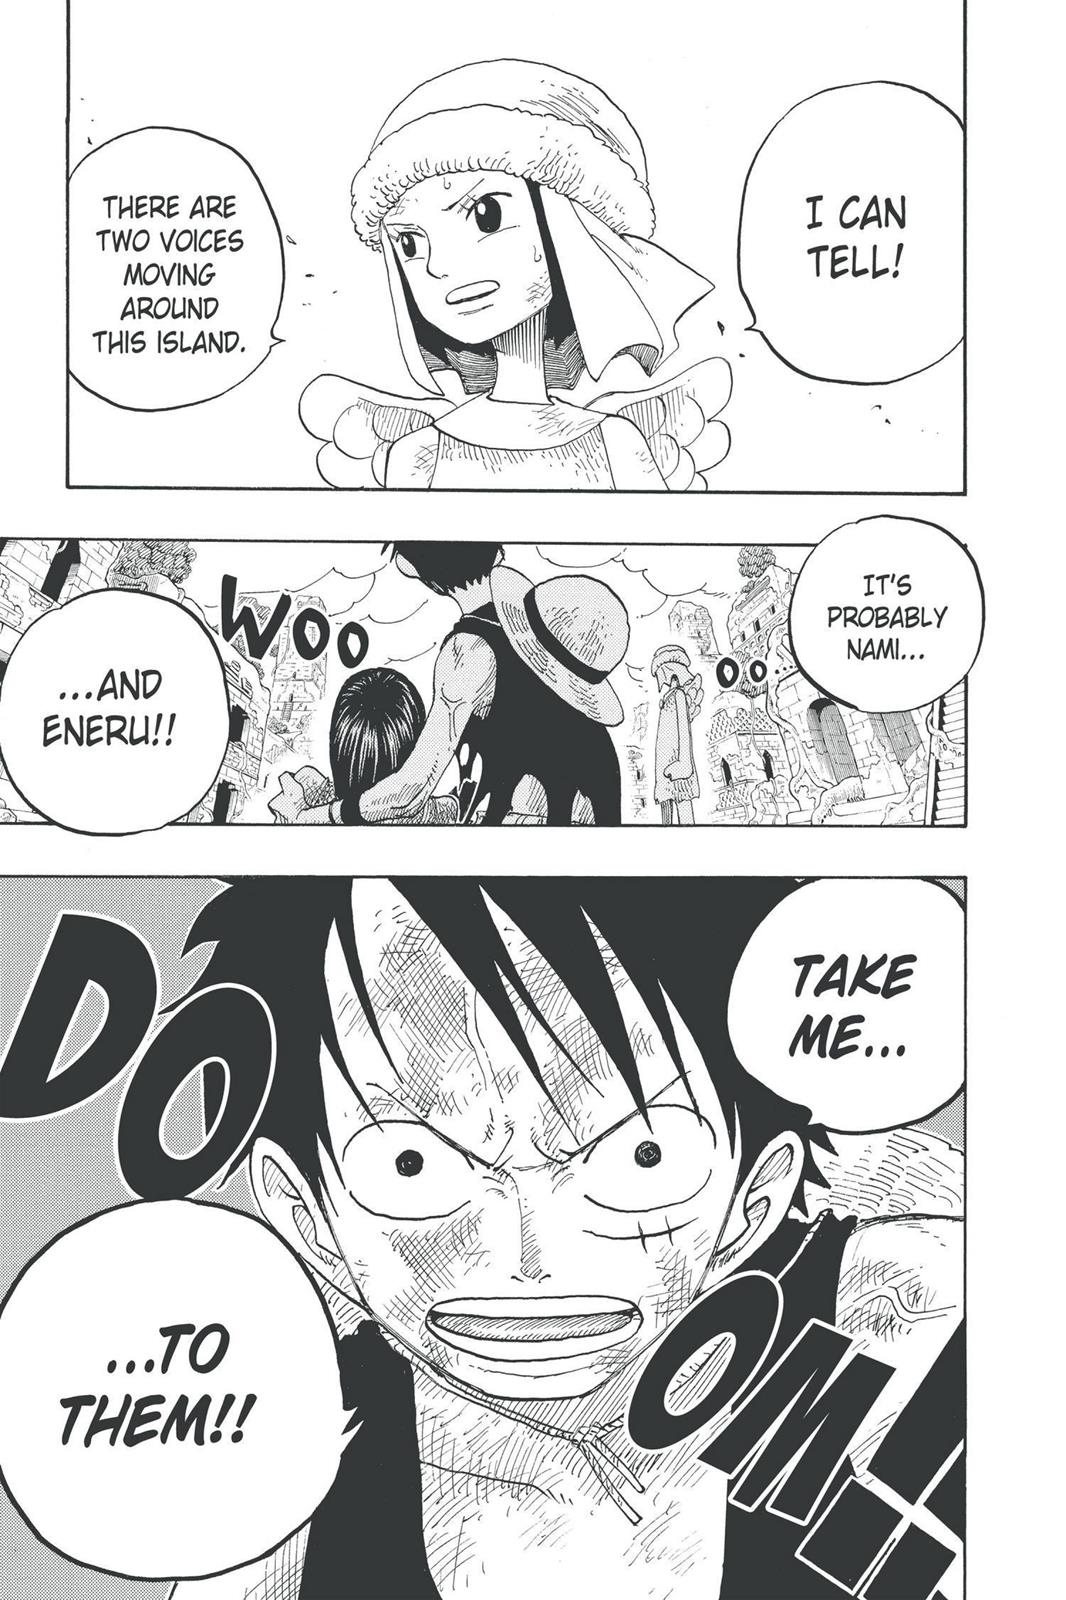 I CAN
TELL!
THERE ARE
TWO VOICES
MOVING
AROUND
THIS ISLAND.
IT'S
PROBABLY
NAMI...
OO...
WOO
...AND
ENERU!!
TAKE
ME...
DO
OM!!
...TO
THEM!!